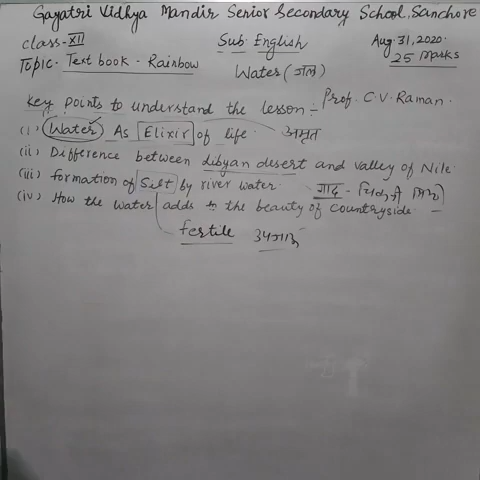 Gayatri Vidhya Mandir Senior Secondary School, Sanchore
class-XII Sub: English Aug. 31, 2020
Topic. Text book - Rainbow 25 Marks
Water (जल)
Key points to understand the lesson:- Prof. C.V. Raman.
(i) Water As Elixir of life. अमृत
(ii) Difference between dibyan desert and valley of Nile.
(iii) formation of Silt by river water. गाद - चिकनी मिट्टी
(iv) How the water adds to the beauty of countryside.
fertile उपजाऊ